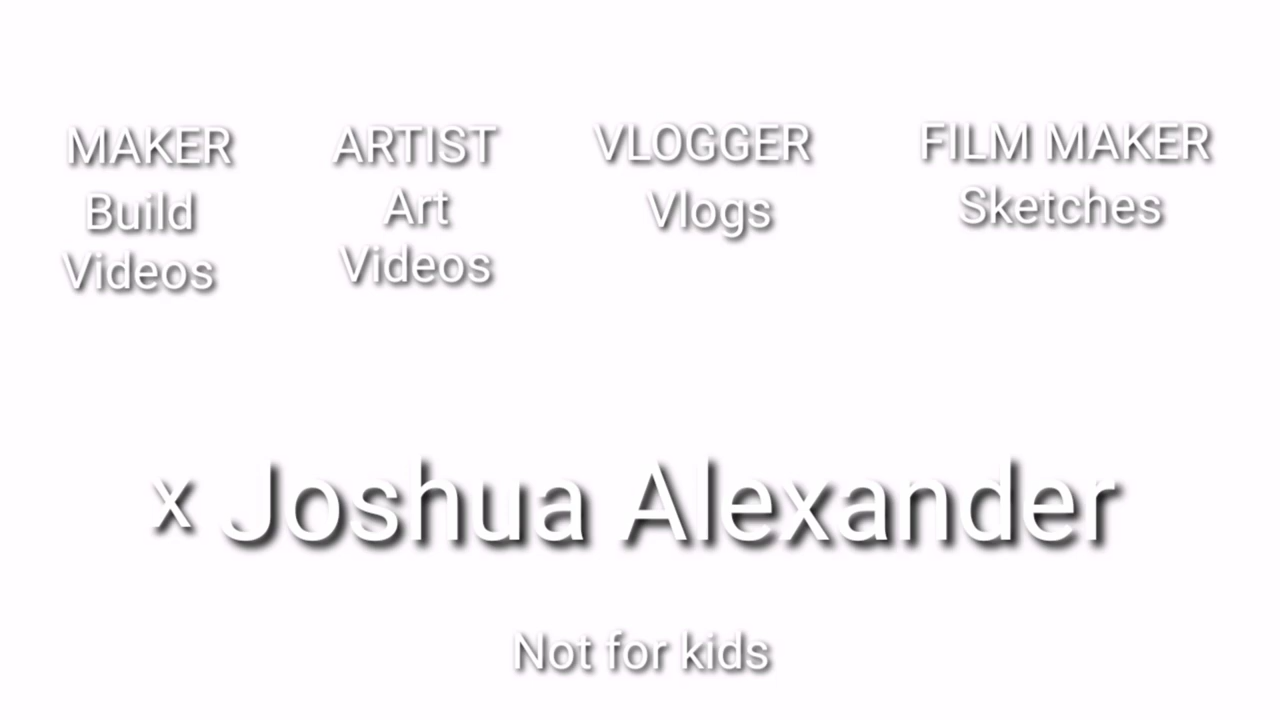 MAKER
Build
Videos
ARTIST
Art
Videos
VLOGGER
Vlogs
FILM MAKER
Sketches
x Joshua Alexander
Not for kids